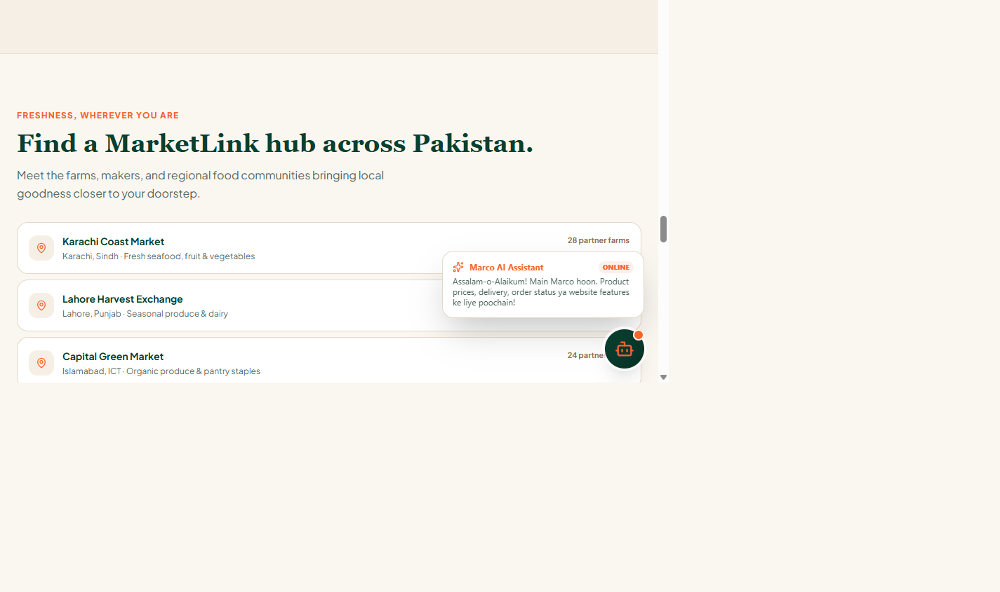 FRESHNESS, WHEREVER YOU ARE
Find a MarketLink hub across Pakistan.
Meet the farms, makers, and regional food communities bringing local
goodness closer to your doorstep.
Karachi Coast Market
28 partner farms
Karachi, Sindh · Fresh seafood, fruit & vegetables
Marco AI Assistant
ONLINE
Assalam-o-Alaikum! Main Marco hoon. Product
prices, delivery, order status ya website features
ke liye poochain!
Lahore Harvest Exchange
Lahore, Punjab · Seasonal produce & dairy
Capital Green Market
24
Islamabad, ICT · Organic produce & pantry staples